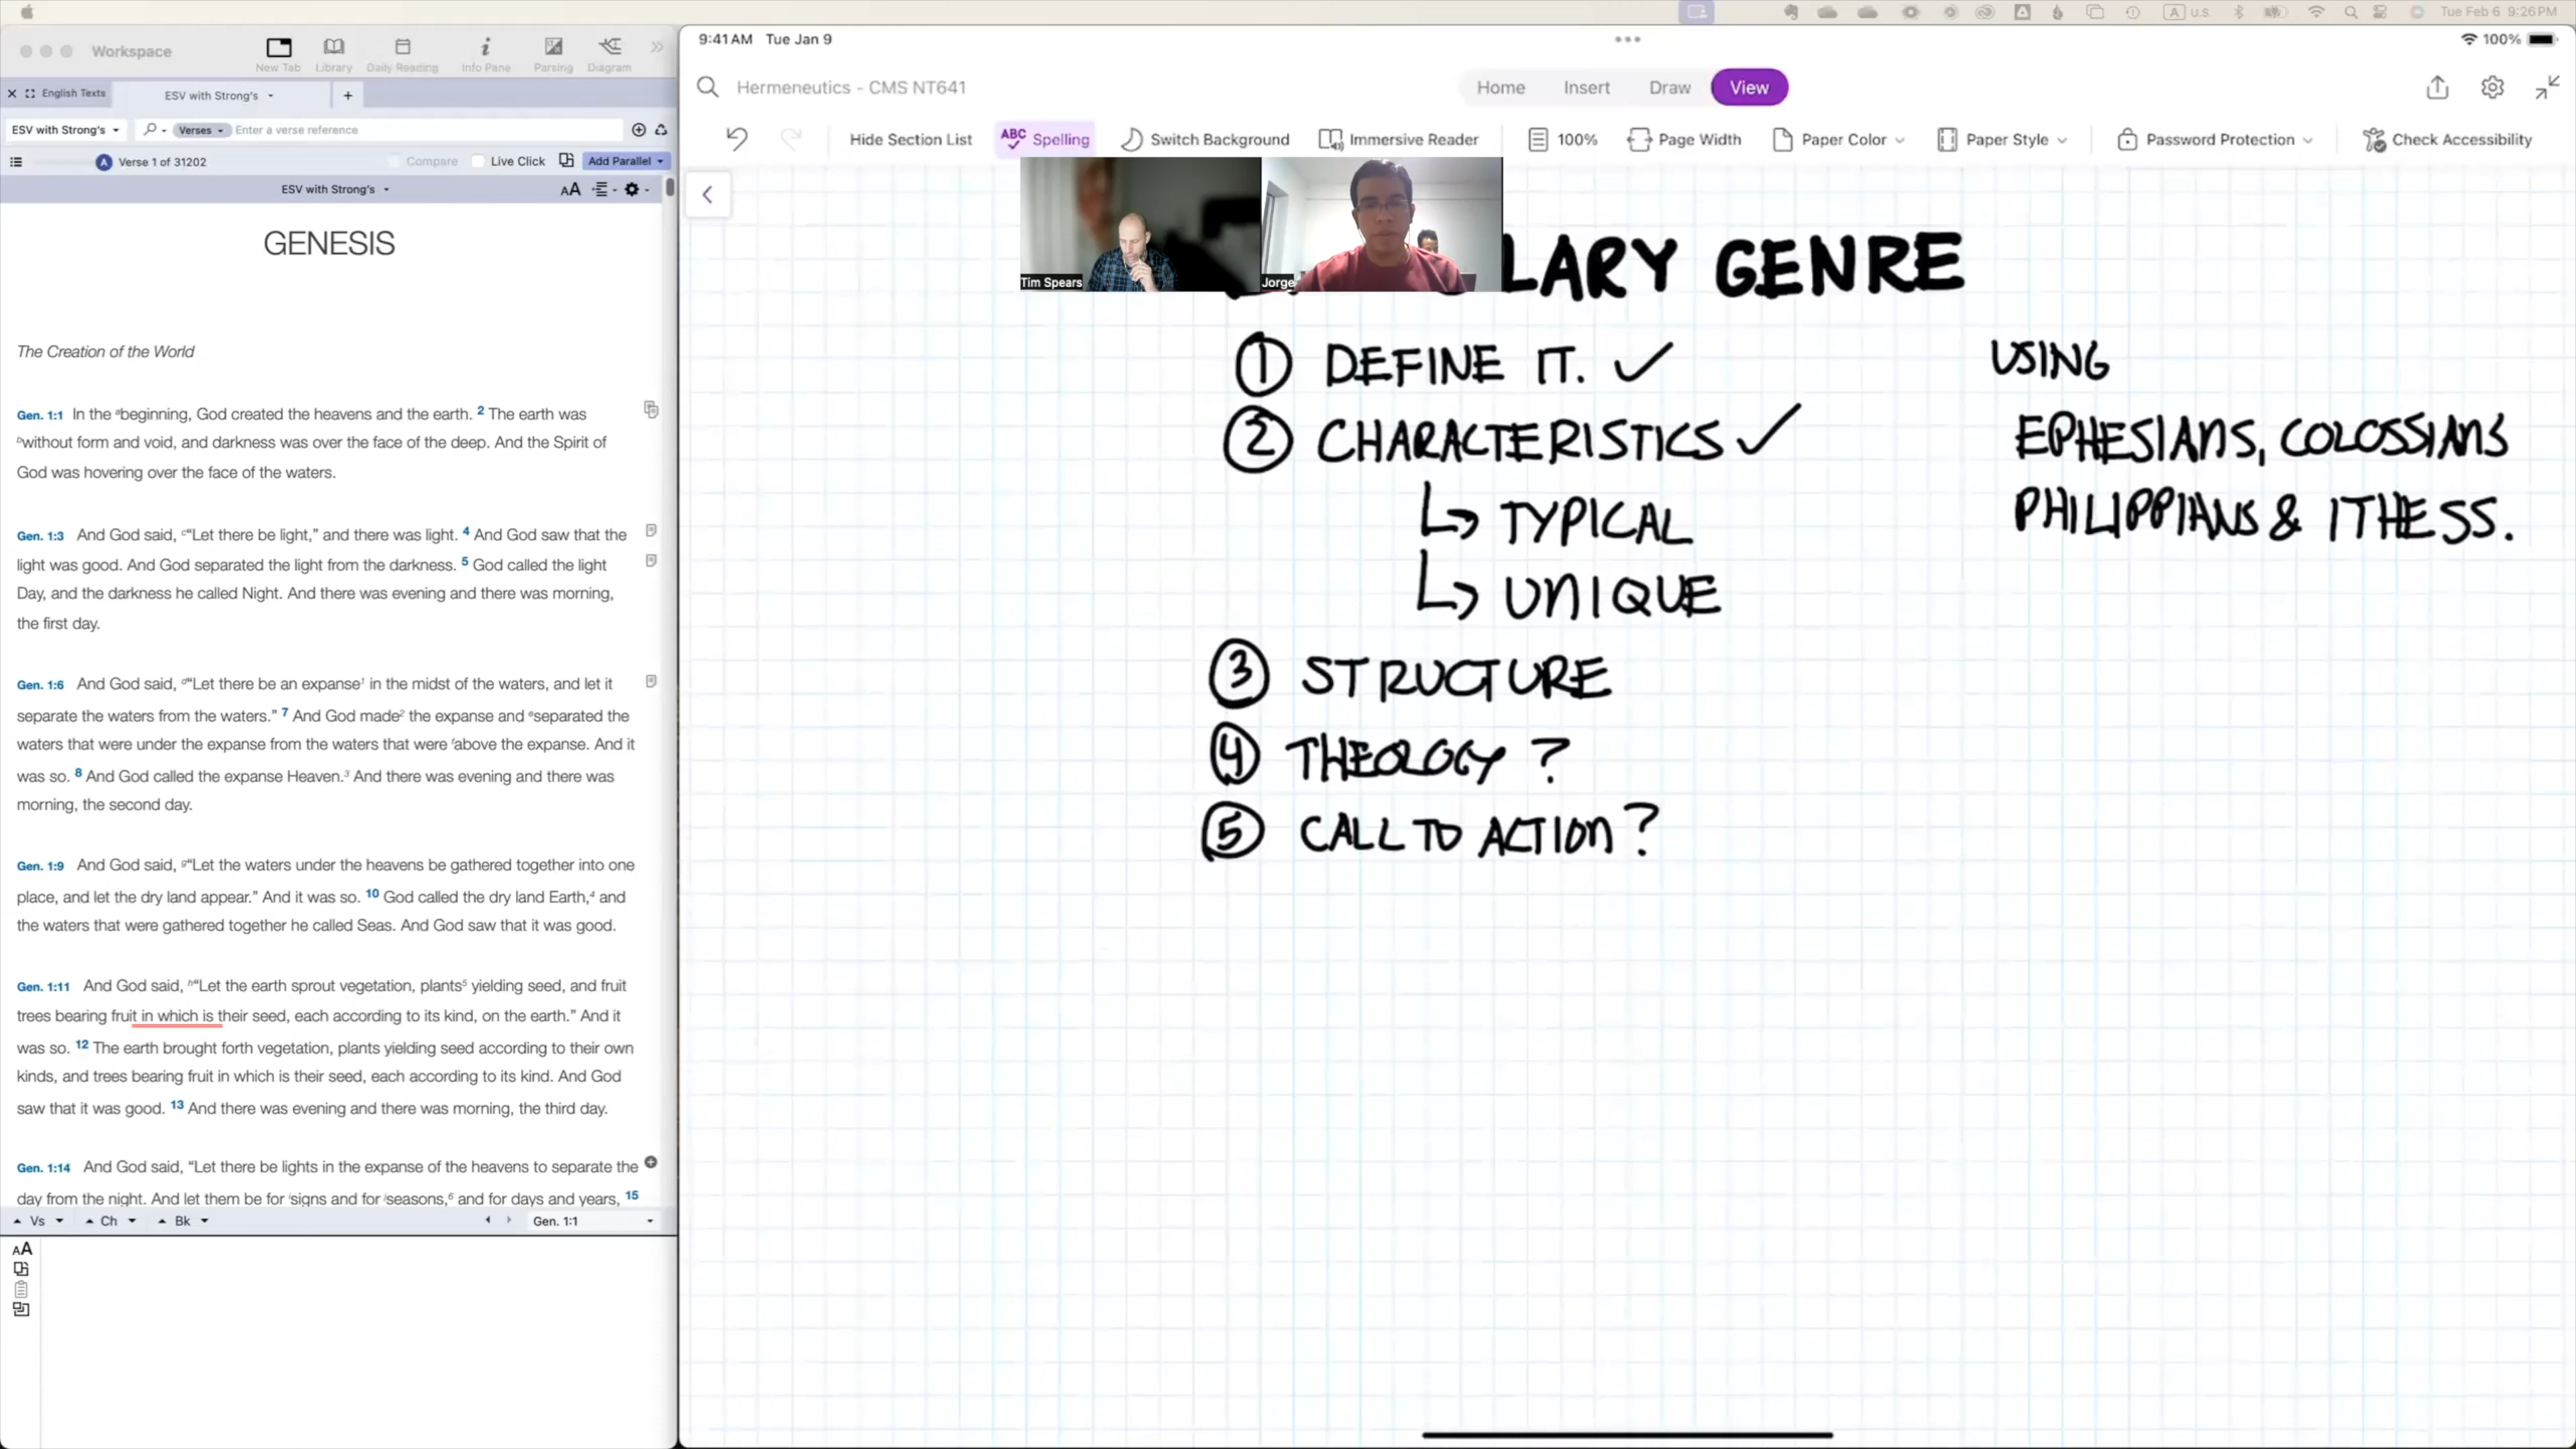 Tue Feb 6 9:26PM
U.S.
A
Workspace
New Tab
Library
Daily Reading
Info Pane
Parsing
Diagram
English Texts
ESV with Strong's
ESV with Strong's
Verses
Enter a verse reference
A
Verse 1 of 31202
Compare
Live Click
Add Parallel
ESV with Strong's
AA
GENESIS
The Creation of the World
Gen. 1:1 In the ᵃbeginning, God created the heavens and the earth. 2 The earth was
ᵇwithout form and void, and darkness was over the face of the deep. And the Spirit of
God was hovering over the face of the waters.
Gen. 1:3 And God said, ᶜ“Let there be light,” and there was light. 4 And God saw that the
light was good. And God separated the light from the darkness. 5 God called the light
Day, and the darkness he called Night. And there was evening and there was morning,
the first day.
Gen. 1:6 And God said, ᵈ“Let there be an expanse¹ in the midst of the waters, and let it
separate the waters from the waters.” 7 And God made² the expanse and ᵉseparated the
waters that were under the expanse from the waters that were ᶠabove the expanse. And it
was so. 8 And God called the expanse Heaven.³ And there was evening and there was
morning, the second day.
Gen. 1:9 And God said, ᵍ“Let the waters under the heavens be gathered together into one
place, and let the dry land appear.” And it was so. 10 God called the dry land Earth,⁴ and
the waters that were gathered together he called Seas. And God saw that it was good.
Gen. 1:11 And God said, ʰ“Let the earth sprout vegetation, plants⁵ yielding seed, and fruit
trees bearing fruit in which is their seed, each according to its kind, on the earth.” And it
was so. 12 The earth brought forth vegetation, plants yielding seed according to their own
kinds, and trees bearing fruit in which is their seed, each according to its kind. And God
saw that it was good. 13 And there was evening and there was morning, the third day.
Gen. 1:14 And God said, “Let there be lights in the expanse of the heavens to separate the
day from the night. And let them be for ⁱsigns and for ʲseasons,⁶ and for days and years, 15
Vs
Ch
Bk
Gen. 1:1
AA
9:41 AM Tue Jan 9
100%
Hermeneutics - CMS NT641
Home
Insert
Draw
View
Hide Section List
ABC
Spelling
Switch Background
Immersive Reader
100%
Page Width
Paper Color
Paper Style
Password Protection
Check Accessibility
Tim Spears
Jorge
LARY GENRE
1 DEFINE IT. ✓
2 CHARACTERISTICS ✓
↳ TYPICAL
↳ UNIQUE
3 STRUCTURE
4 THEOLOGY ?
5 CALL TO ACTION ?
USING
EPHESIANS, COLOSSIANS
PHILIPPIANS & 1THESS.